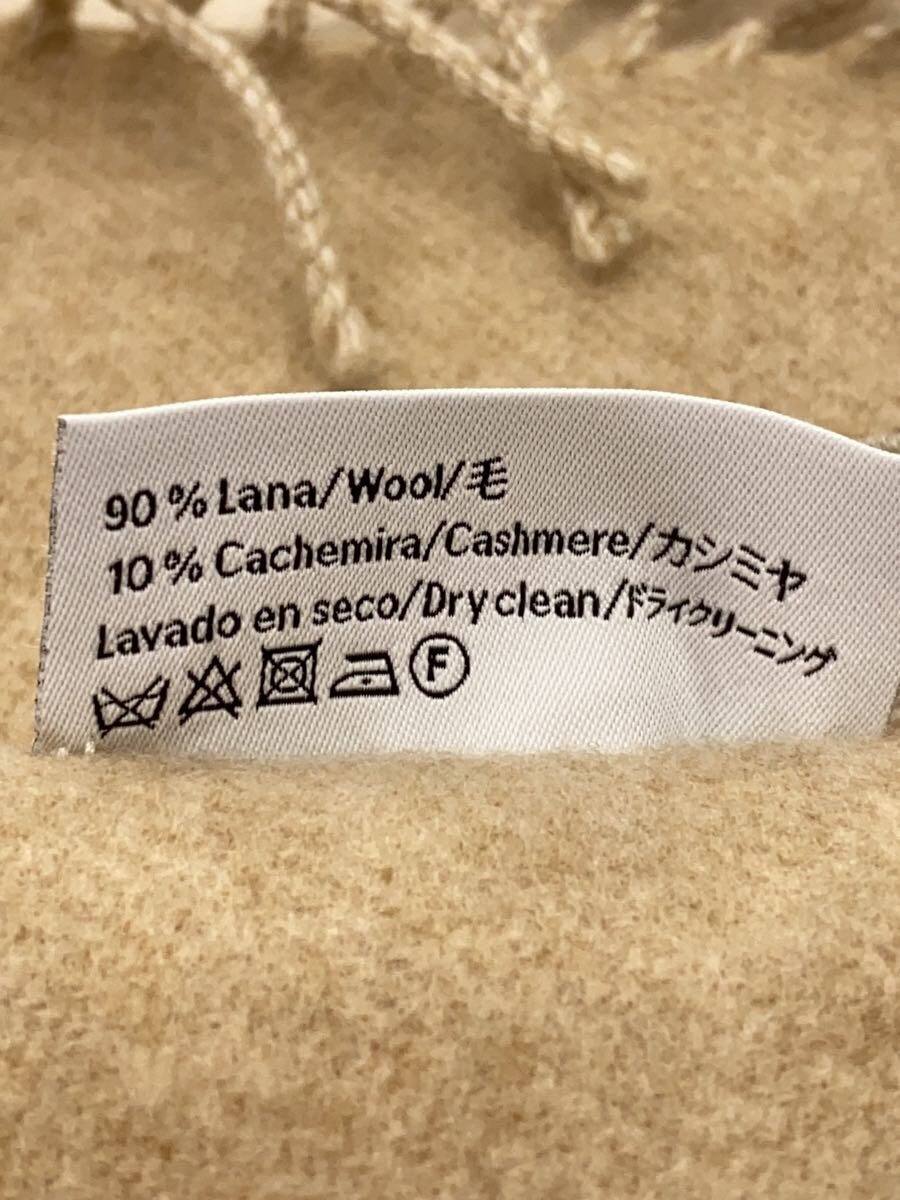 90 % Lana/Wool/毛
10 % Cachemira/Cashmere/カシミヤ
Lavado en seco/Dry clean/ドライクリーニング
F